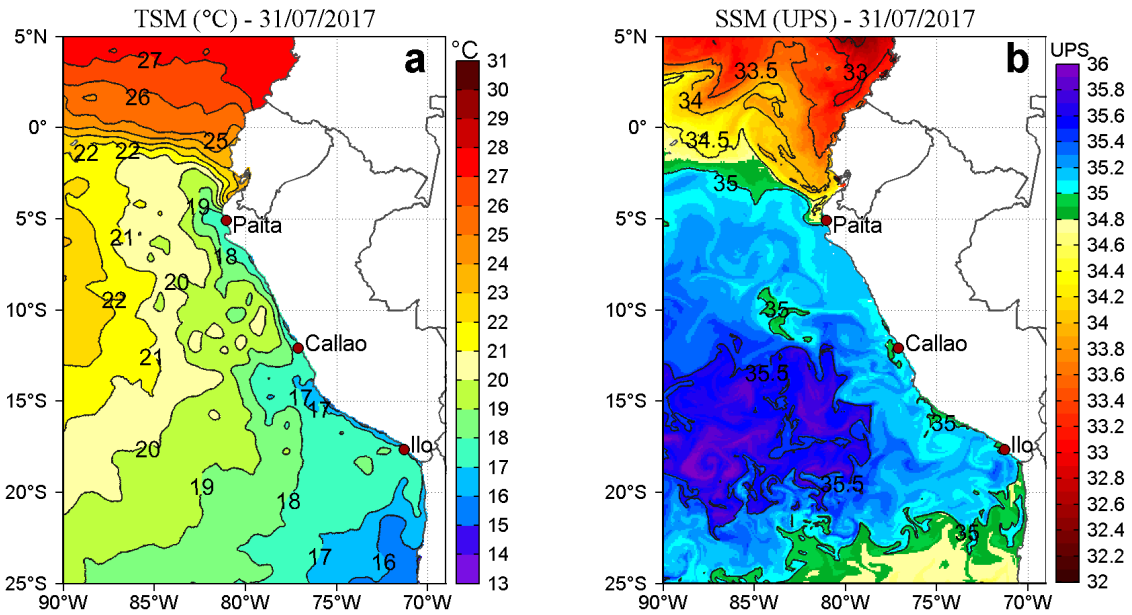 TSM (°C) - 31/07/2017
a
5°N
0°
5°S
10°S
15°S
20°S
25°S
90°W
85°W
80°W
75°W
70°W
27
26
25
22
22
19
21
18
20
22
21
17
17
20
19
18
17
16
Paita
Callao
Ilo
°C
31
30
29
28
27
26
25
24
23
22
21
20
19
18
17
16
15
14
13
SSM (UPS) - 31/07/2017
b
5°N
0°
5°S
10°S
15°S
20°S
25°S
90°W
85°W
80°W
75°W
70°W
33.5
33
34
34.5
35
35
35.5
35
35.5
35
Paita
Callao
Ilo
UPS
36
35.8
35.6
35.4
35.2
35
34.8
34.6
34.4
34.2
34
33.8
33.6
33.4
33.2
33
32.8
32.6
32.4
32.2
32